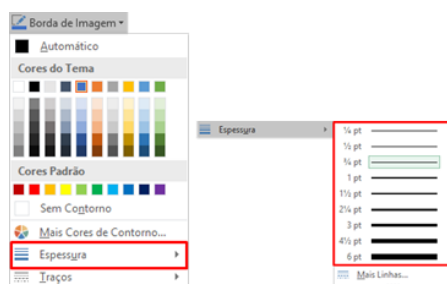 Borda de Imagem
Automático
Cores do Tema
Cores Padrão
Sem Contorno
Mais Cores de Contorno...
Espessura
Traços
Espessura
¼ pt
½ pt
¾ pt
1 pt
1½ pt
2¼ pt
3 pt
4½ pt
6 pt
Mais Linhas...